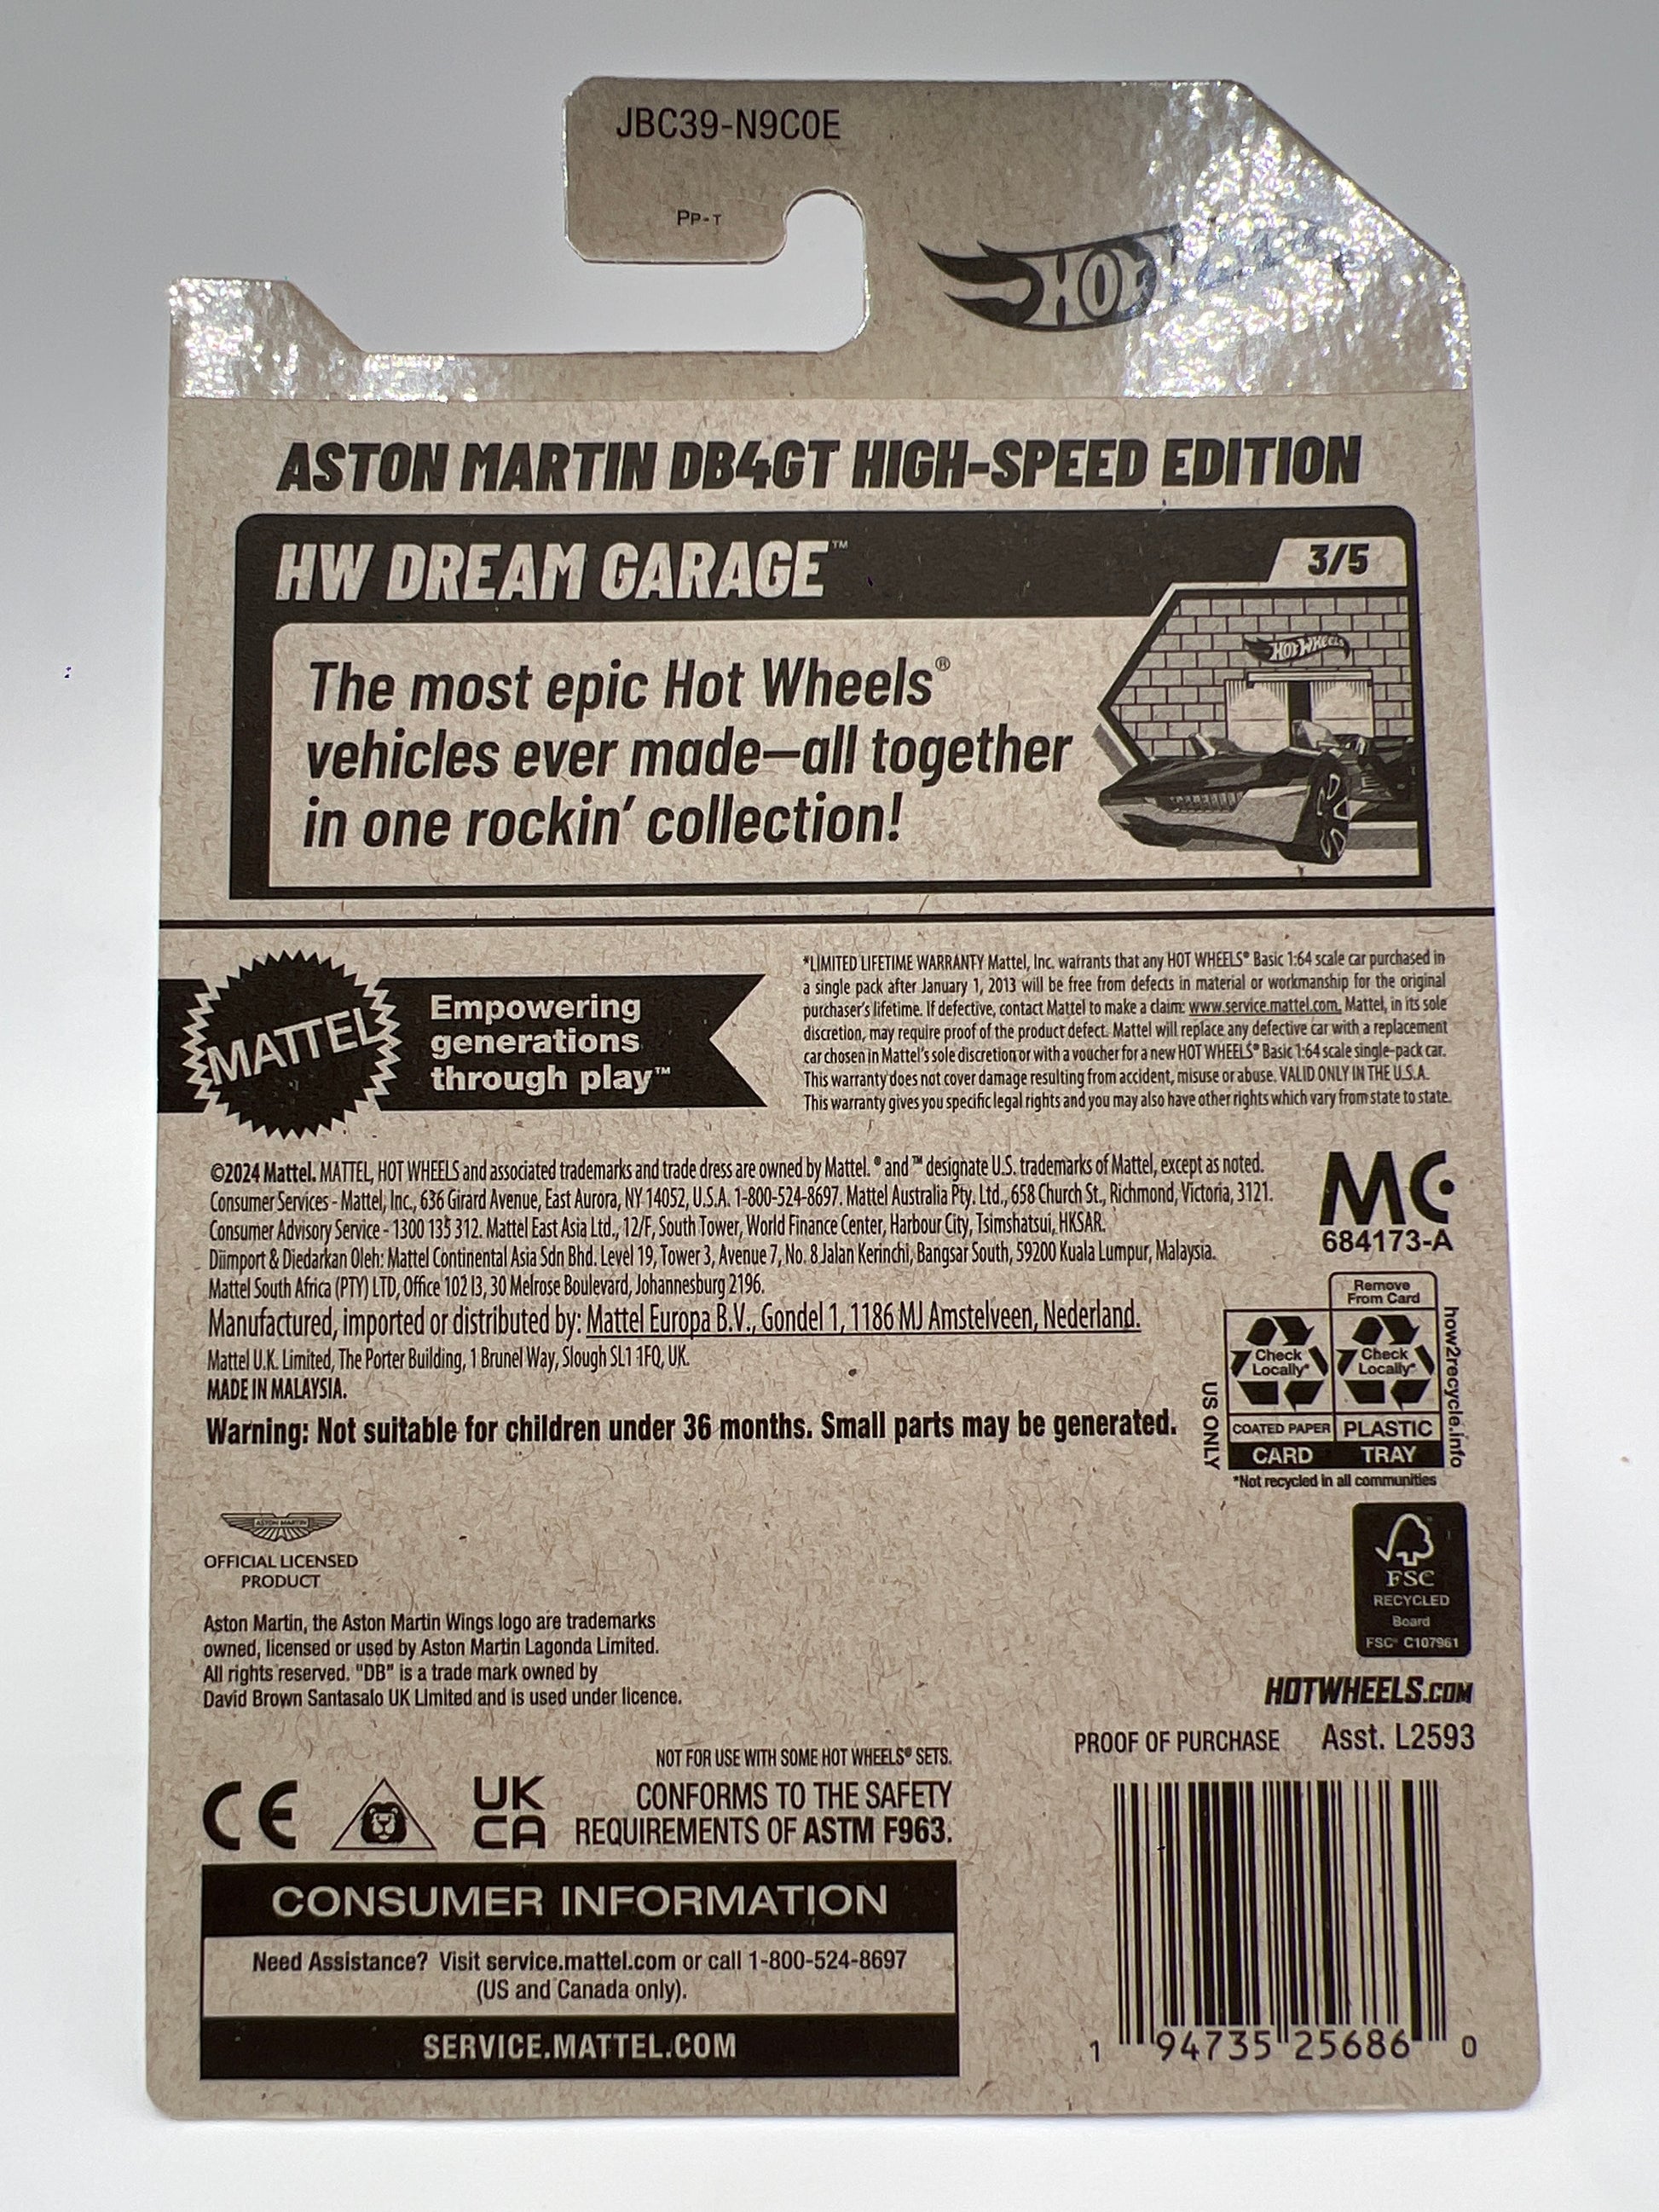 JBC39-N9C0E
PP-T
HOT
ASTON MARTIN DB4GT HIGH-SPEED EDITION
HW DREAM GARAGE™
3/5
HOT WHEELS
The most epic Hot Wheels®
vehicles ever made—all together
in one rockin' collection!
MATTEL
Empowering
generations
through play™
*LIMITED LIFETIME WARRANTY Mattel, Inc. warrants that any HOT WHEELS® Basic 1:64 scale car purchased in
a single pack after January 1, 2013 will be free from defects in material or workmanship for the original
purchaser's lifetime. If defective, contact Mattel to make a claim: www.service.mattel.com. Mattel, in its sole
discretion, may require proof of the product defect. Mattel will replace any defective car with a replacement
car chosen in Mattel's sole discretion or with a voucher for a new HOT WHEELS® Basic 1:64 scale single-pack car.
This warranty does not cover damage resulting from accident, misuse or abuse. VALID ONLY IN THE U.S.A.
This warranty gives you specific legal rights and you may also have other rights which vary from state to state.
©2024 Mattel. MATTEL, HOT WHEELS and associated trademarks and trade dress are owned by Mattel. ® and ™ designate U.S. trademarks of Mattel, except as noted.
Consumer Services - Mattel, Inc., 636 Girard Avenue, East Aurora, NY 14052, U.S.A. 1-800-524-8697. Mattel Australia Pty. Ltd., 658 Church St., Richmond, Victoria, 3121.
Consumer Advisory Service - 1300 135 312. Mattel East Asia Ltd., 12/F, South Tower, World Finance Center, Harbour City, Tsimshatsui, HKSAR.
Diimport & Diedarkan Oleh: Mattel Continental Asia Sdn Bhd. Level 19, Tower 3, Avenue 7, No. 8 Jalan Kerinchi, Bangsar South, 59200 Kuala Lumpur, Malaysia.
Mattel South Africa (PTY) LTD, Office 102 I3, 30 Melrose Boulevard, Johannesburg 2196.
Manufactured, imported or distributed by: Mattel Europa B.V., Gondel 1, 1186 MJ Amstelveen, Nederland.
Mattel U.K. Limited, The Porter Building, 1 Brunel Way, Slough SL1 1FQ, UK.
MADE IN MALAYSIA.
Warning: Not suitable for children under 36 months. Small parts may be generated.
MC
684173-A
Remove
From Card
Check
Locally*
Check
Locally*
COATED PAPER
PLASTIC
CARD
TRAY
US ONLY
how2recycle.info
*Not recycled in all communities
ASTON MARTIN
OFFICIAL LICENSED
PRODUCT
FSC
RECYCLED
Board
FSC® C107961
Aston Martin, the Aston Martin Wings logo are trademarks
owned, licensed or used by Aston Martin Lagonda Limited.
All rights reserved. "DB" is a trade mark owned by
David Brown Santasalo UK Limited and is used under licence.
HOTWHEELS.COM
PROOF OF PURCHASE Asst. L2593
NOT FOR USE WITH SOME HOT WHEELS® SETS.
CE
UK
CA
CONFORMS TO THE SAFETY
REQUIREMENTS OF ASTM F963.
CONSUMER INFORMATION
Need Assistance? Visit service.mattel.com or call 1-800-524-8697
(US and Canada only).
SERVICE.MATTEL.COM
1 94735 25686 0